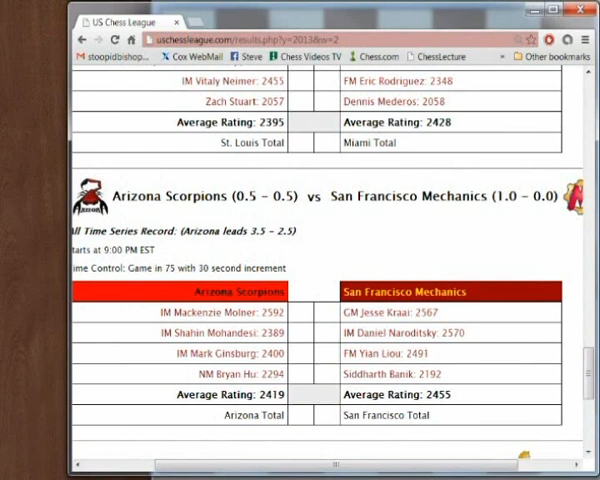 US Chess League
uschessleague.com/results.php?y=2013&w=2
M stoopidbishop... Cox WebMail Steve Chess Videos TV Chess.com ChessLecture » Other bookmarks
IM Vitaly Neimer: 2455 FM Eric Rodriguez: 2348
Zach Stuart: 2057 Dennis Mederos: 2058
Average Rating: 2395 Average Rating: 2428
St. Louis Total Miami Total
Arizona Scorpions (0.5 - 0.5) vs San Francisco Mechanics (1.0 - 0.0)
ARIZONA
All Time Series Record: (Arizona leads 3.5 - 2.5)
tarts at 9:00 PM EST
ime Control: Game in 75 with 30 second increment
Arizona Scorpions San Francisco Mechanics
IM Mackenzie Molner: 2592 GM Jesse Kraai: 2567
IM Shahin Mohandesi: 2389 IM Daniel Naroditsky: 2570
IM Mark Ginsburg: 2400 FM Yian Liou: 2491
NM Bryan Hu: 2294 Siddharth Banik: 2192
Average Rating: 2419 Average Rating: 2455
Arizona Total San Francisco Total